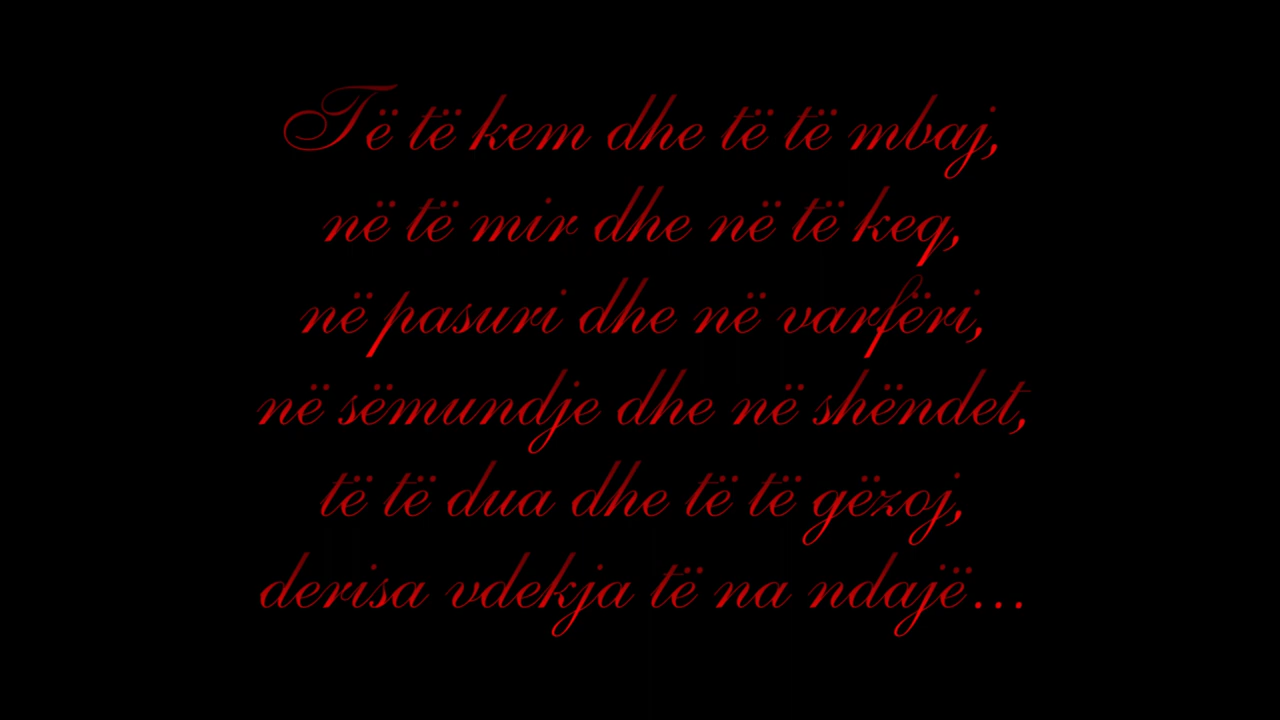 Të të kem dhe të të mbaj,
në të mir dhe në të keq,
në pasuri dhe në varfëri,
në sëmundje dhe në shëndet,
të të dua dhe të të gëzoj,
derisa vdekja të na ndajë...